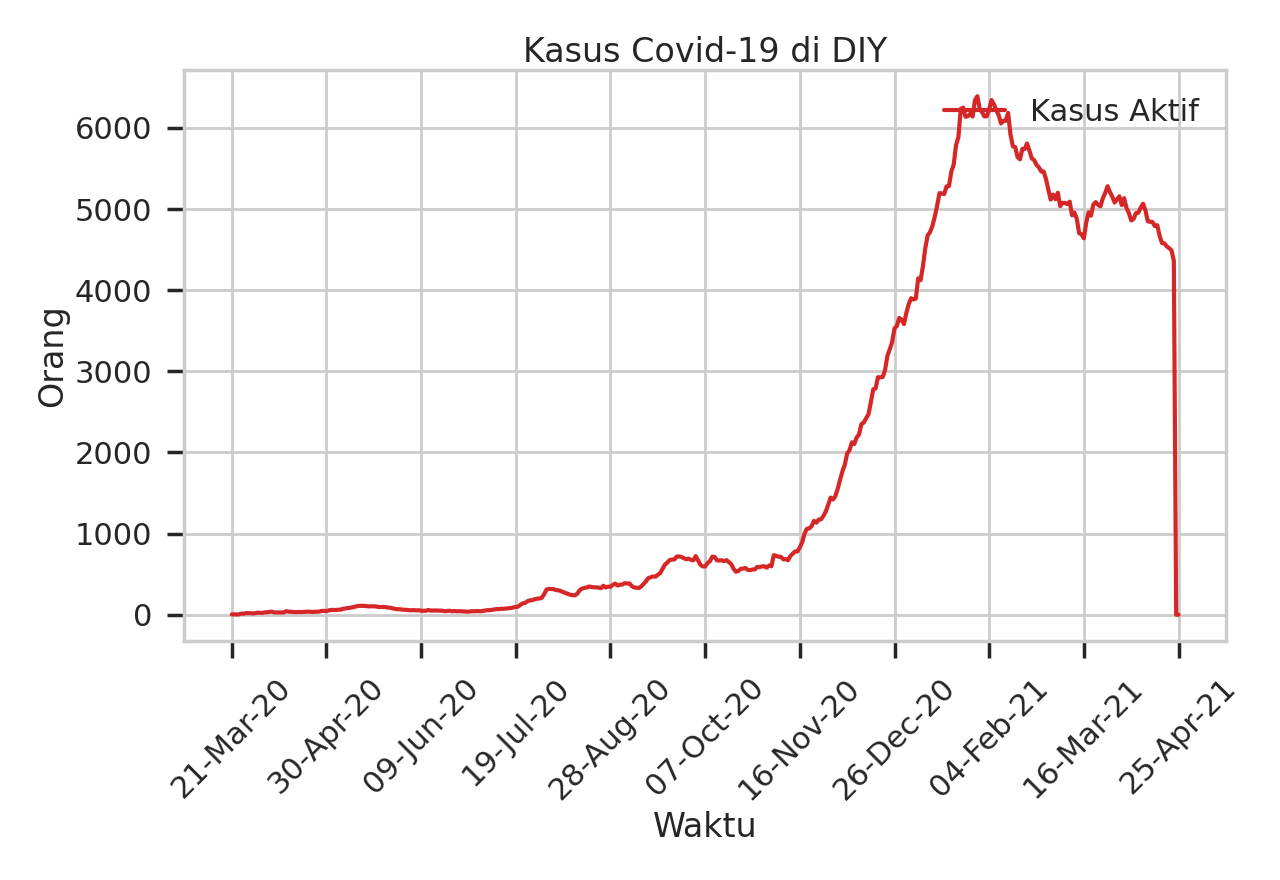 Kasus Covid-19 di DIY
Kasus Aktif
Orang
6000
5000
4000
3000
2000
1000
0
21-Mar-20
30-Apr-20
09-Jun-20
19-Jul-20
28-Aug-20
07-Oct-20
16-Nov-20
26-Dec-20
04-Feb-21
16-Mar-21
25-Apr-21
Waktu